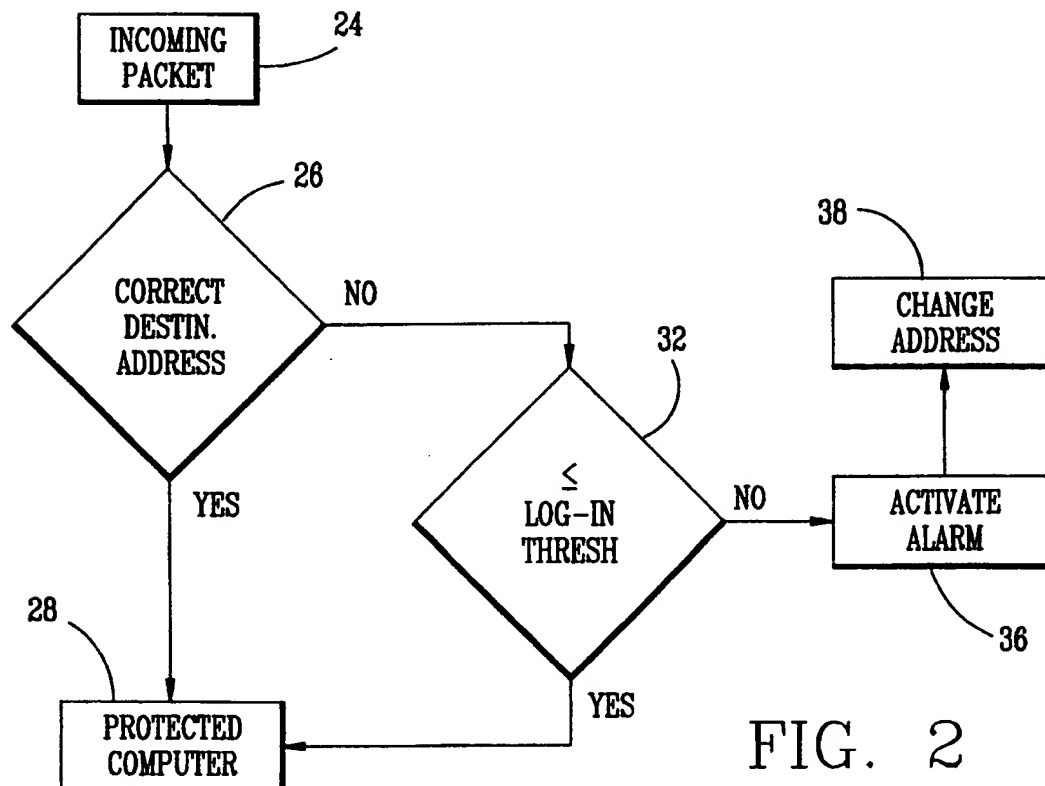 INCOMING
PACKET
24
26
CORRECT
DESTIN.
ADDRESS
NO
YES
32
≤
LOG-IN
THRESH
NO
YES
38
CHANGE
ADDRESS
ACTIVATE
ALARM
36
28
PROTECTED
COMPUTER
FIG. 2